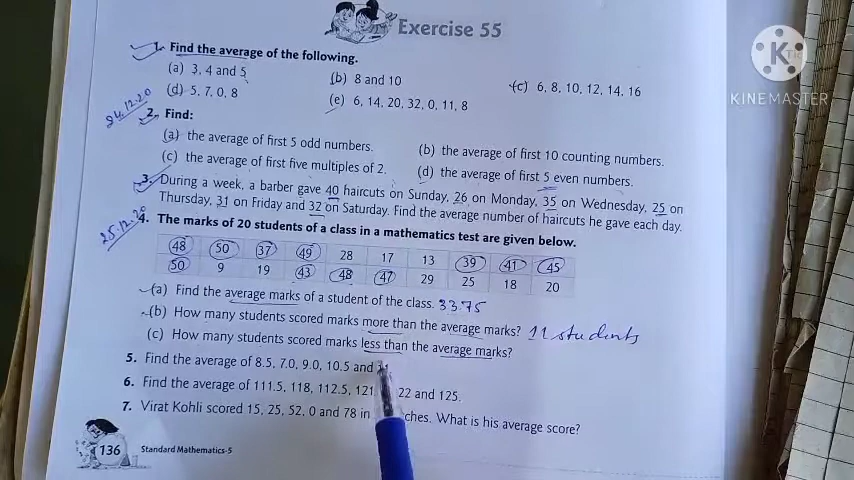 Exercise 55
KINEMASTER
1. Find the average of the following.
(a) 3, 4 and 5
(b) 8 and 10
(c) 6, 8, 10, 12, 14, 16
(d) 5, 7, 0, 8
(e) 6, 14, 20, 32, 0, 11, 8
24.12.20
2. Find:
(a) the average of first 5 odd numbers.
(b) the average of first 10 counting numbers.
(c) the average of first five multiples of 2.
(d) the average of first 5 even numbers.
3. During a week, a barber gave 40 haircuts on Sunday, 26 on Monday, 35 on Wednesday, 25 on
Thursday, 31 on Friday and 32 on Saturday. Find the average number of haircuts he gave each day.
25.12.20
4. The marks of 20 students of a class in a mathematics test are given below.
48 50 37 49 28 17 13 39 41 45
50 9 19 43 48 47 29 25 18 20
(a) Find the average marks of a student of the class. 33.75
(b) How many students scored marks more than the average marks? 11 students
(c) How many students scored marks less than the average marks?
5. Find the average of 8.5, 7.0, 9.0, 10.5 and
6. Find the average of 111.5, 118, 112.5, 121 22 and 125.
7. Virat Kohli scored 15, 25, 52, 0 and 78 in ches. What is his average score?
136 Standard Mathematics-5